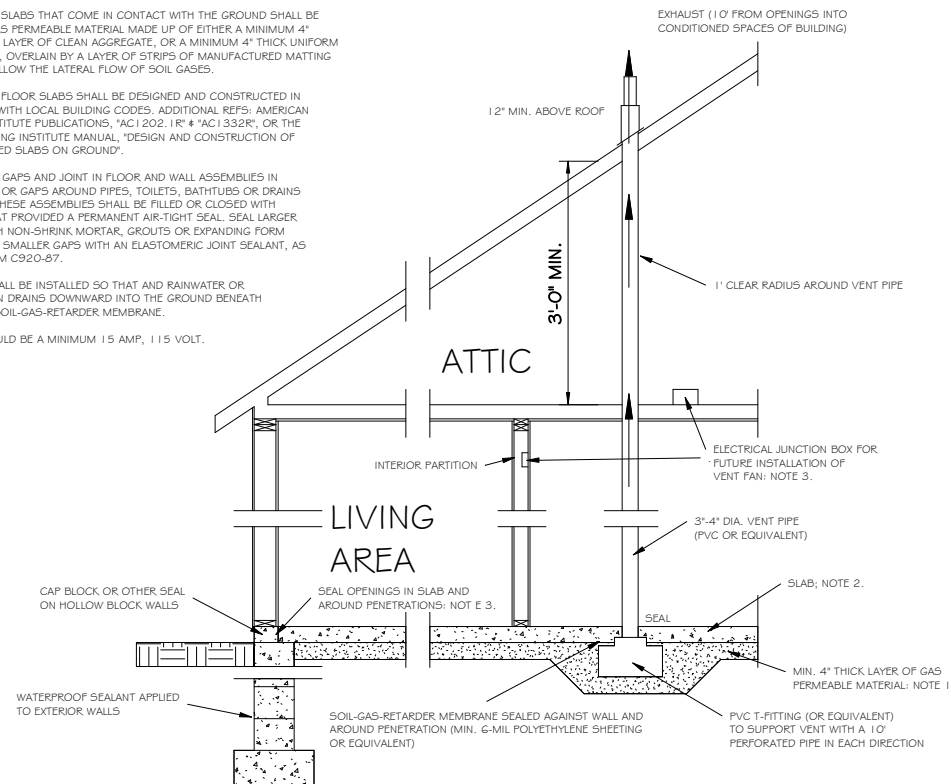 SLABS THAT COME IN CONTACT WITH THE GROUND SHALL BE
S PERMEABLE MATERIAL MADE UP OF EITHER A MINIMUM 4"
LAYER OF CLEAN AGGREGATE, OR A MINIMUM 4" THICK UNIFORM
, OVERLAIN BY A LAYER OF STRIPS OF MANUFACTURED MATTING
LLOW THE LATERAL FLOW OF SOIL GASES.
FLOOR SLABS SHALL BE DESIGNED AND CONSTRUCTED IN
WITH LOCAL BUILDING CODES. ADDITIONAL REFS: AMERICAN
TITUTE PUBLICATIONS, "ACI202.1R" & "ACI332R", OR THE
NG INSTITUTE MANUAL, "DESIGN AND CONSTRUCTION OF
ED SLABS ON GROUND".
GAPS AND JOINT IN FLOOR AND WALL ASSEMBLIES IN
OR GAPS AROUND PIPES, TOILETS, BATHTUBS OR DRAINS
HESE ASSEMBLIES SHALL BE FILLED OR CLOSED WITH
AT PROVIDED A PERMANENT AIR-TIGHT SEAL. SEAL LARGER
H NON-SHRINK MORTAR, GROUTS OR EXPANDING FORM
SMALLER GAPS WITH AN ELASTOMERIC JOINT SEALANT, AS
M C920-87.
ALL BE INSTALLED SO THAT AND RAINWATER OR
N DRAINS DOWNWARD INTO THE GROUND BENEATH
SOIL-GAS-RETARDER MEMBRANE.
ULD BE A MINIMUM 15 AMP, 115 VOLT.
EXHAUST (10' FROM OPENINGS INTO
CONDITIONED SPACES OF BUILDING)
12" MIN. ABOVE ROOF
3'-0" MIN.
1' CLEAR RADIUS AROUND VENT PIPE
ATTIC
ELECTRICAL JUNCTION BOX FOR
FUTURE INSTALLATION OF
VENT FAN: NOTE 3.
INTERIOR PARTITION
LIVING
AREA
3"-4" DIA. VENT PIPE
(PVC OR EQUIVALENT)
CAP BLOCK OR OTHER SEAL
ON HOLLOW BLOCK WALLS
SEAL OPENINGS IN SLAB AND
AROUND PENETRATIONS: NOT E 3.
SLAB; NOTE 2.
SEAL
MIN. 4" THICK LAYER OF GAS
PERMEABLE MATERIAL: NOTE 1
WATERPROOF SEALANT APPLIED
TO EXTERIOR WALLS
SOIL-GAS-RETARDER MEMBRANE SEALED AGAINST WALL AND
AROUND PENETRATION (MIN. 6-MIL POLYETHYLENE SHEETING
OR EQUIVALENT)
PVC T-FITTING (OR EQUIVALENT)
TO SUPPORT VENT WITH A 10'
PERFORATED PIPE IN EACH DIRECTION